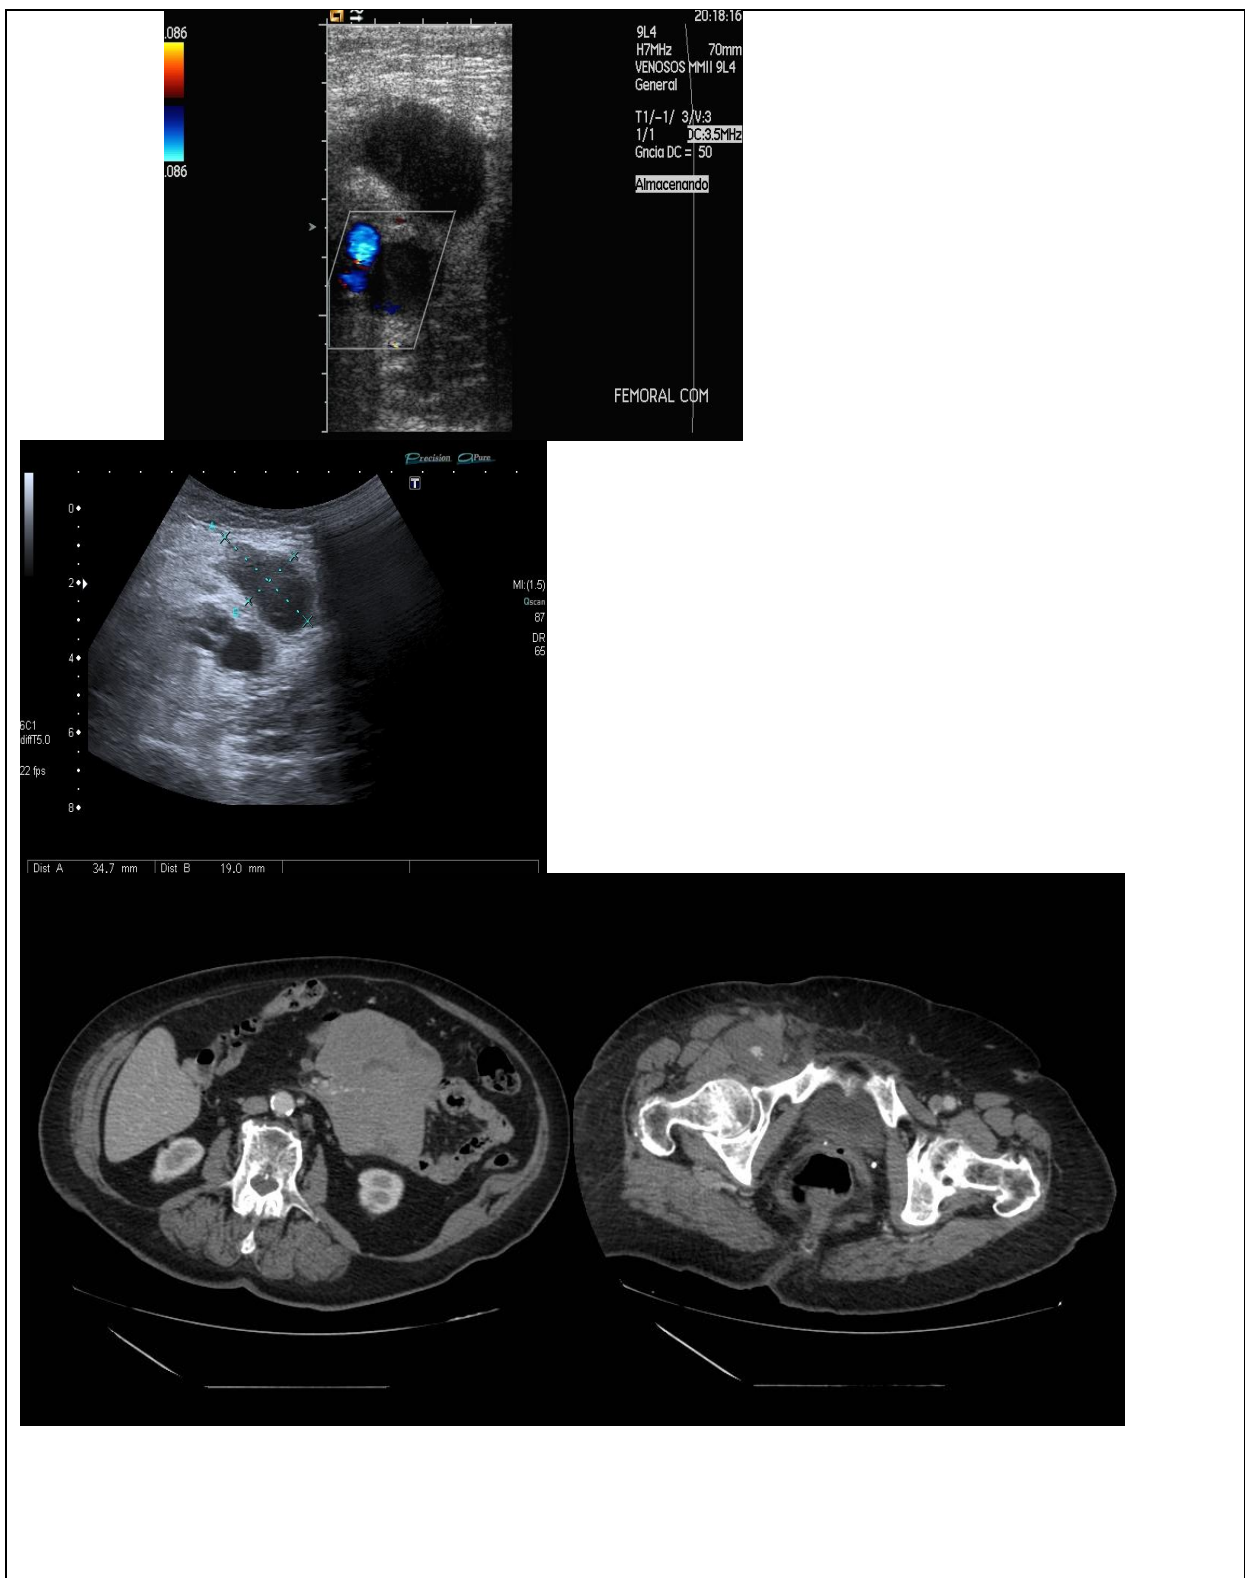 20:18:16
.086
9L4
H7MHz 70mm
VENOSOS MMII 9L4
General
T1/-1/ 3/V:3
1/1 DC:3.5MHz
.086
Gncia DC = 50
Almacenando
FEMORAL COM
Precision APure
T
0
2
4
6
8
MI:(1.5)
Qscan
87
DR
65
6C1
diffT5.0
22 fps
Dist A 34.7 mm Dist B 19.0 mm